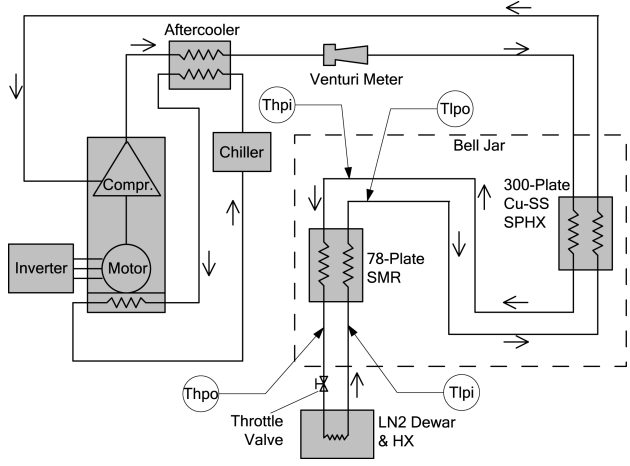 Aftercooler
Venturi Meter
Thpi
Tlpo
Bell Jar
Chiller
Compr.
300-Plate
Cu-SS
SPHX
78-Plate
SMR
Inverter
Motor
Thpo
Tlpi
Throttle
Valve
LN2 Dewar
& HX